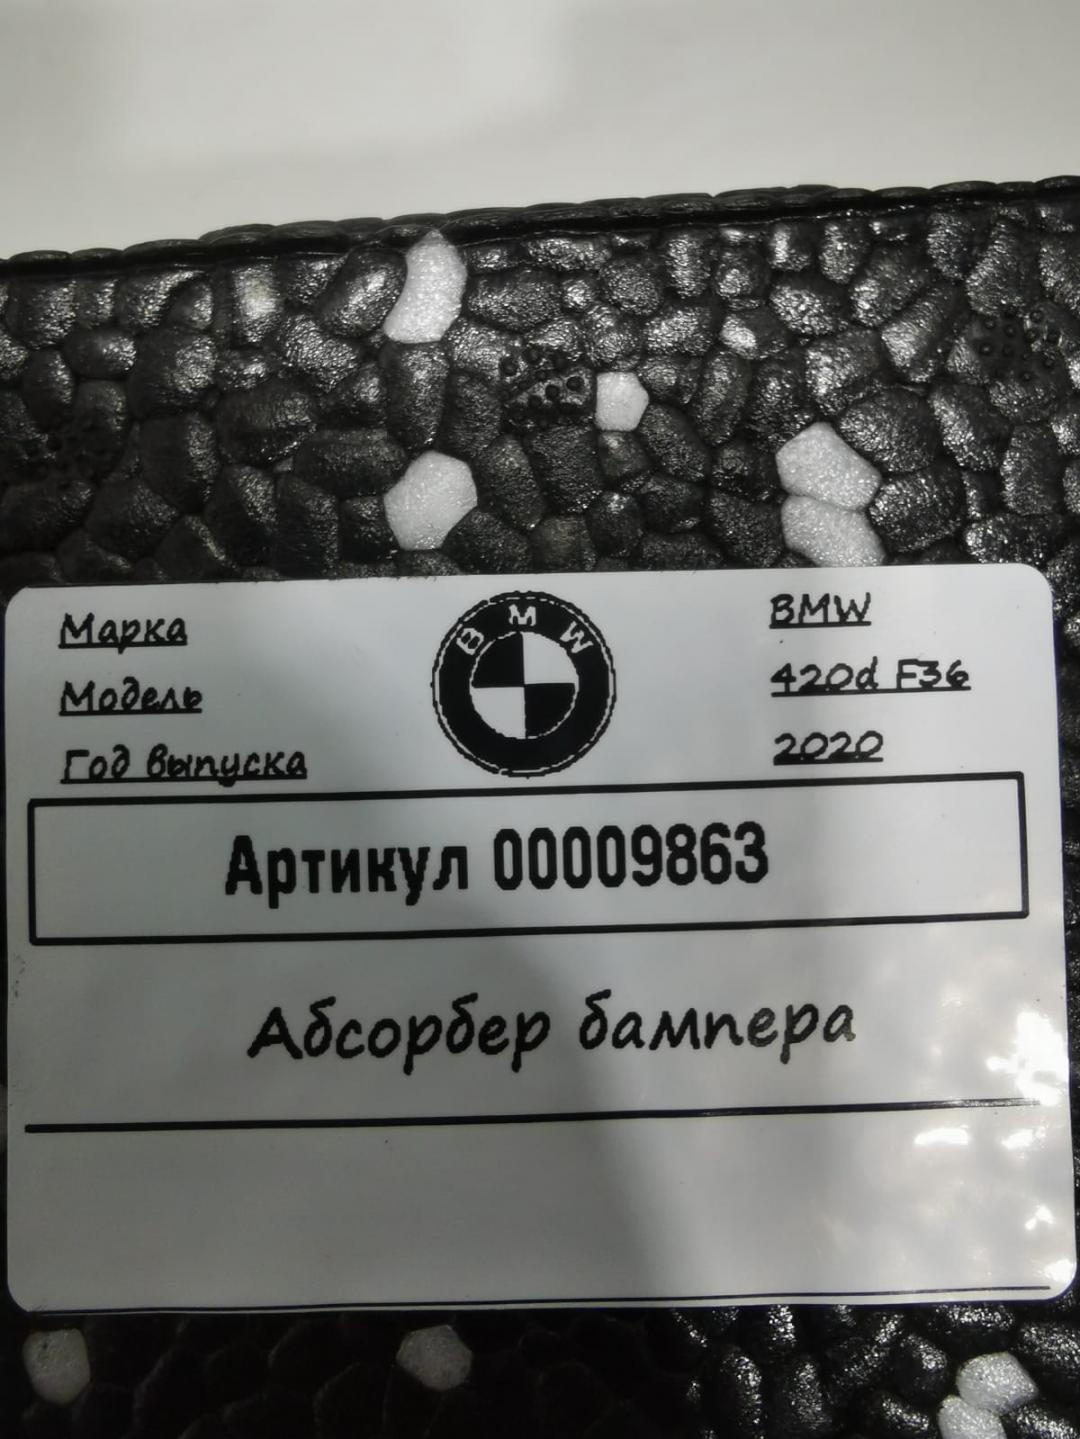 Марка BMW
Модель 420d F36
Год выпуска 2020
BMW
Артикул 00009863
Абсорбер бампера